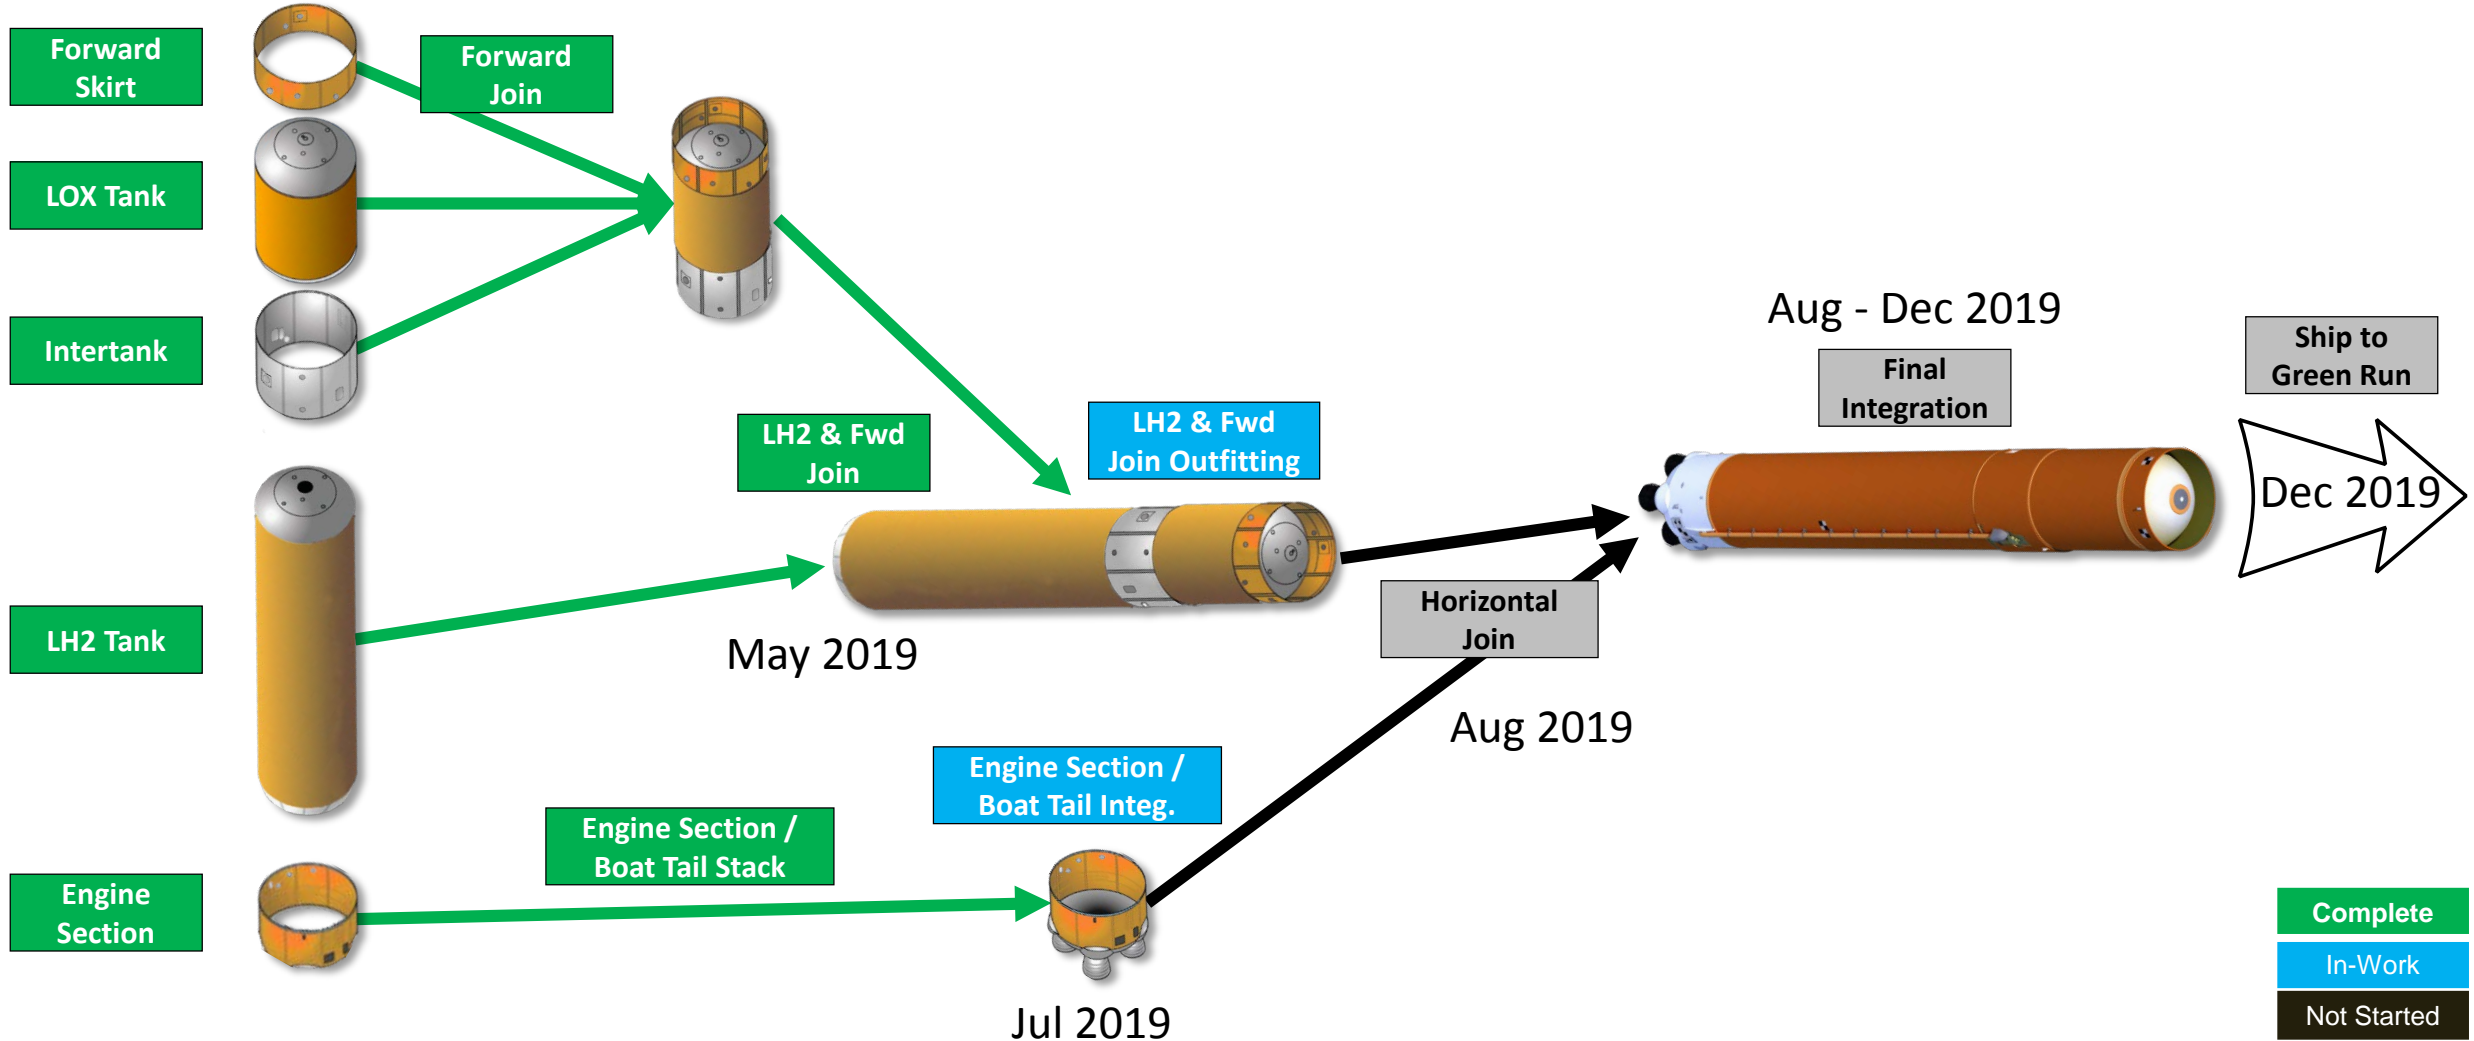 Forward
Skirt
Forward
Join
LOX Tank
Intertank
LH2 & Fwd
Join
LH2 & Fwd
Join Outfitting
Aug - Dec 2019
Final
Integration
Ship to
Green Run
Dec 2019
LH2 Tank
May 2019
Horizontal
Join
Aug 2019
Engine Section /
Boat Tail Integ.
Engine Section /
Boat Tail Stack
Engine
Section
Jul 2019
Complete
In-Work
Not Started